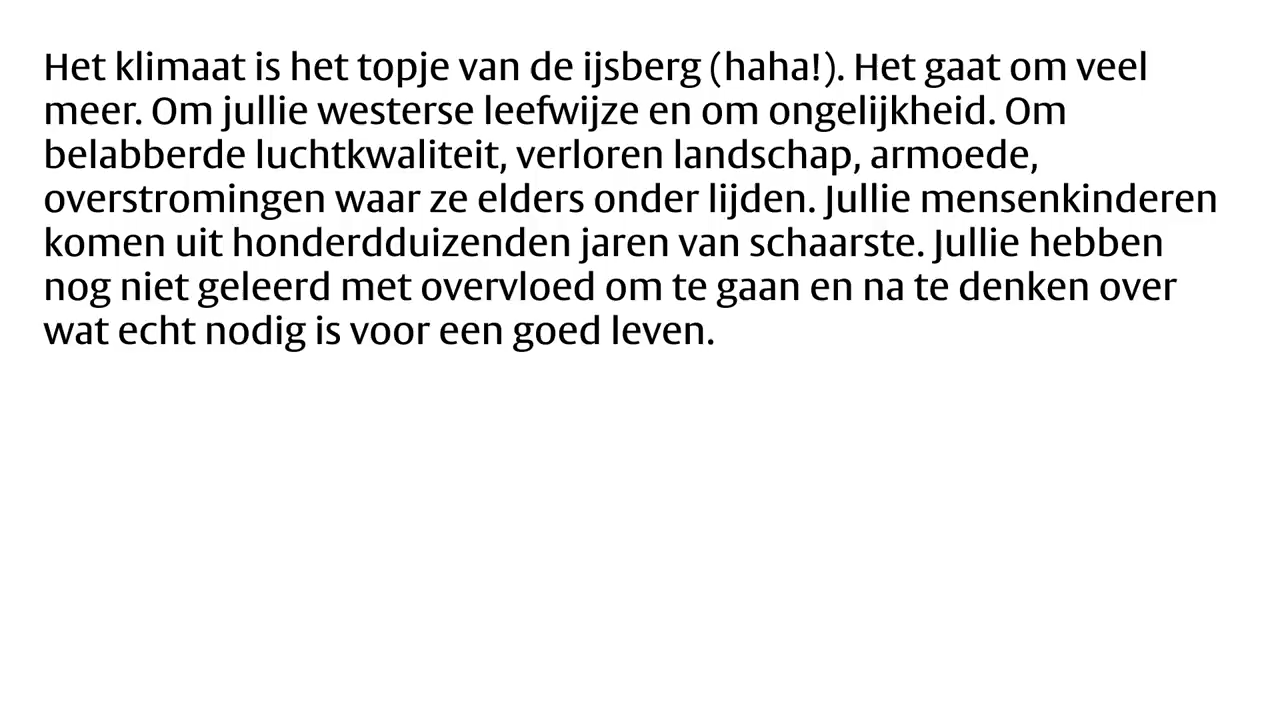 Het klimaat is het topje van de ijsberg (haha!). Het gaat om veel
meer. Om jullie westerse leefwijze en om ongelijkheid. Om
belabberde luchtkwaliteit, verloren landschap, armoede,
overstromingen waar ze elders onder lijden. Jullie mensenkinderen
komen uit honderdduizenden jaren van schaarste. Jullie hebben
nog niet geleerd met overvloed om te gaan en na te denken over
wat echt nodig is voor een goed leven.